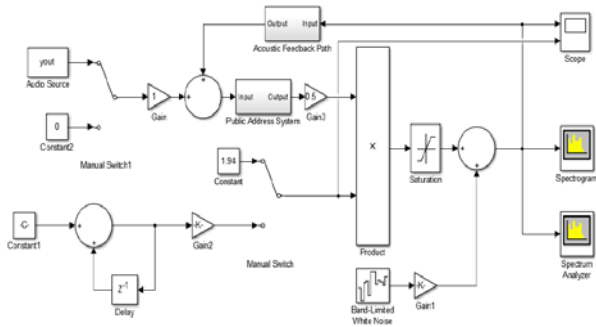 Output Input
Acoustic Feedback Path
Scope
yout
Audio Source
1
Gain
Input Output
Public Address System
0.5
Gain3
0
Constant2
Manual Switch1
1.94
Constant
X
Product
Saturation
Spectrogram
-C-
Constant1
-K-
Gain2
Manual Switch
z-1
Delay
Band-Limited
White Noise
-K-
Gain1
Spectrum
Analyzer